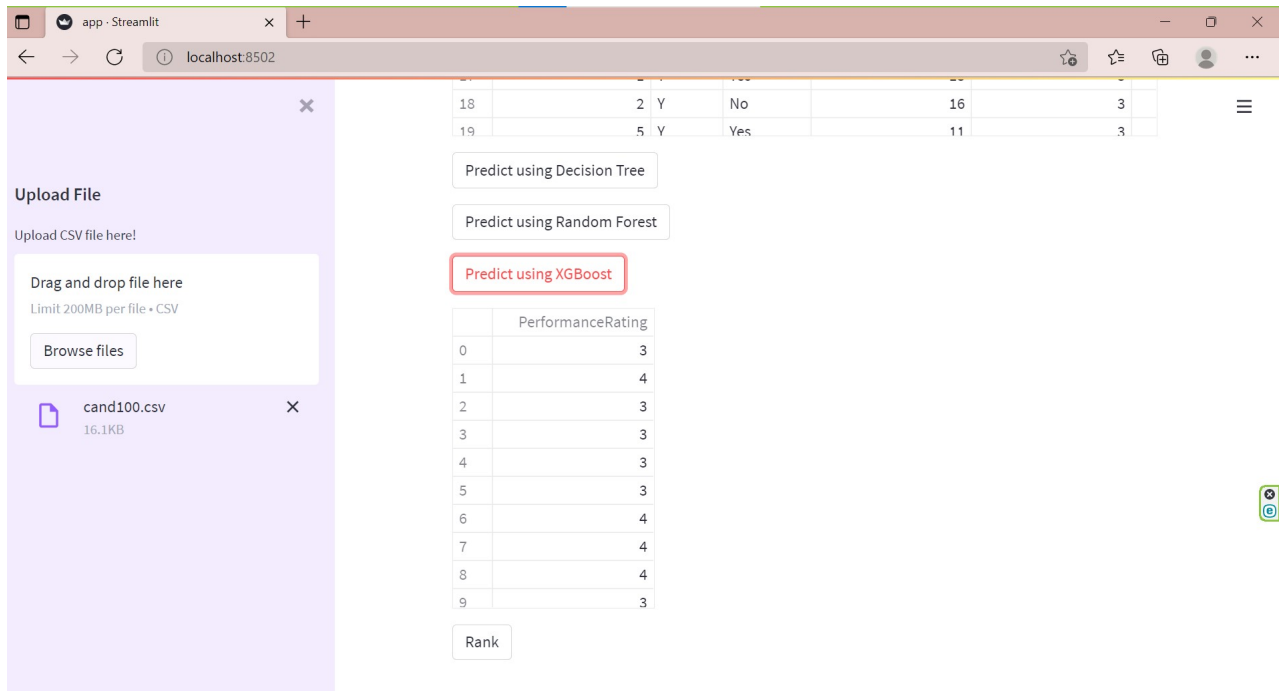 app · Streamlit
localhost:8502
18 2 Y No 16 3
19 5 Y Yes 11 3
Predict using Decision Tree
Upload File
Predict using Random Forest
Upload CSV file here!
Predict using XGBoost
Drag and drop file here
Limit 200MB per file • CSV
Browse files
PerformanceRating
0 3
1 4
2 3
3 3
4 3
5 3
6 4
7 4
8 4
9 3
cand100.csv
16.1KB
Rank